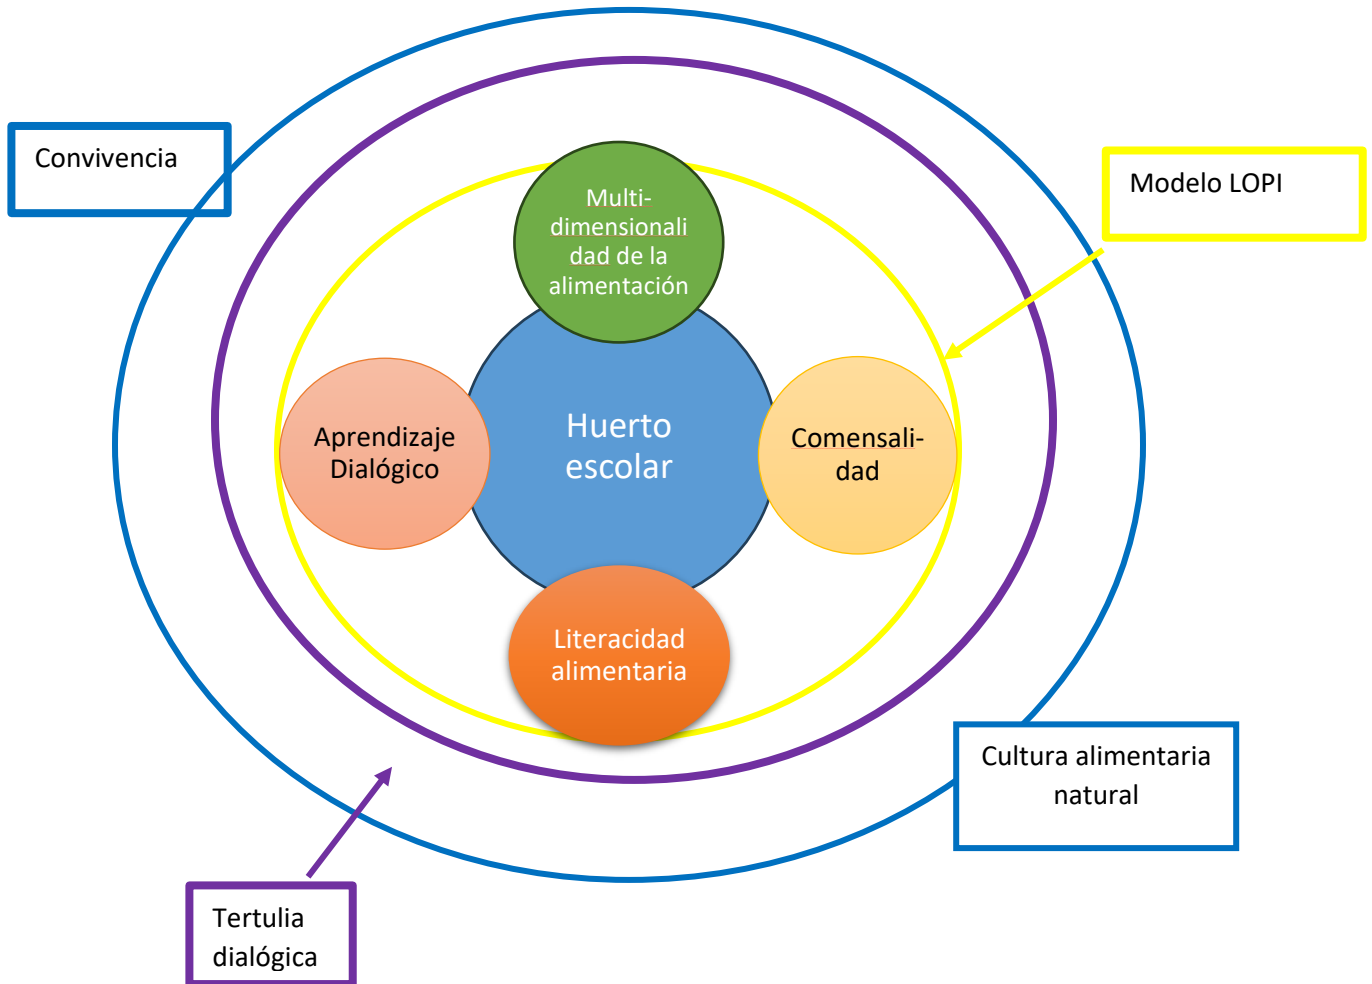 Convivencia
Modelo LOPI
Multi-
dimensionali
dad de la
alimentación
Aprendizaje
Dialógico
Huerto
escolar
Comensali-
dad
Literacidad
alimentaria
Cultura alimentaria
natural
Tertulia
dialógica